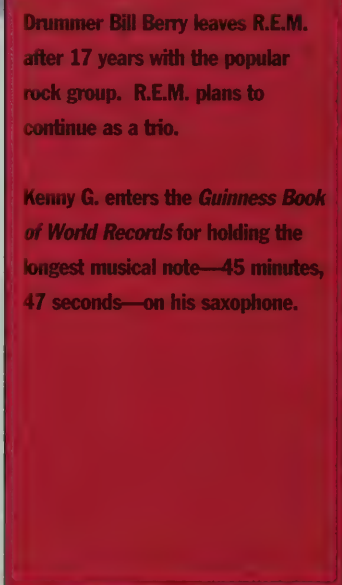 Drummer Bill Berry leaves R.E.M.
after 17 years with the popular
rock group. R.E.M. plans to
continue as a trio.
Kenny G. enters the Guinness Book
of World Records for holding the
longest musical note—45 minutes,
47 seconds—on his saxophone.